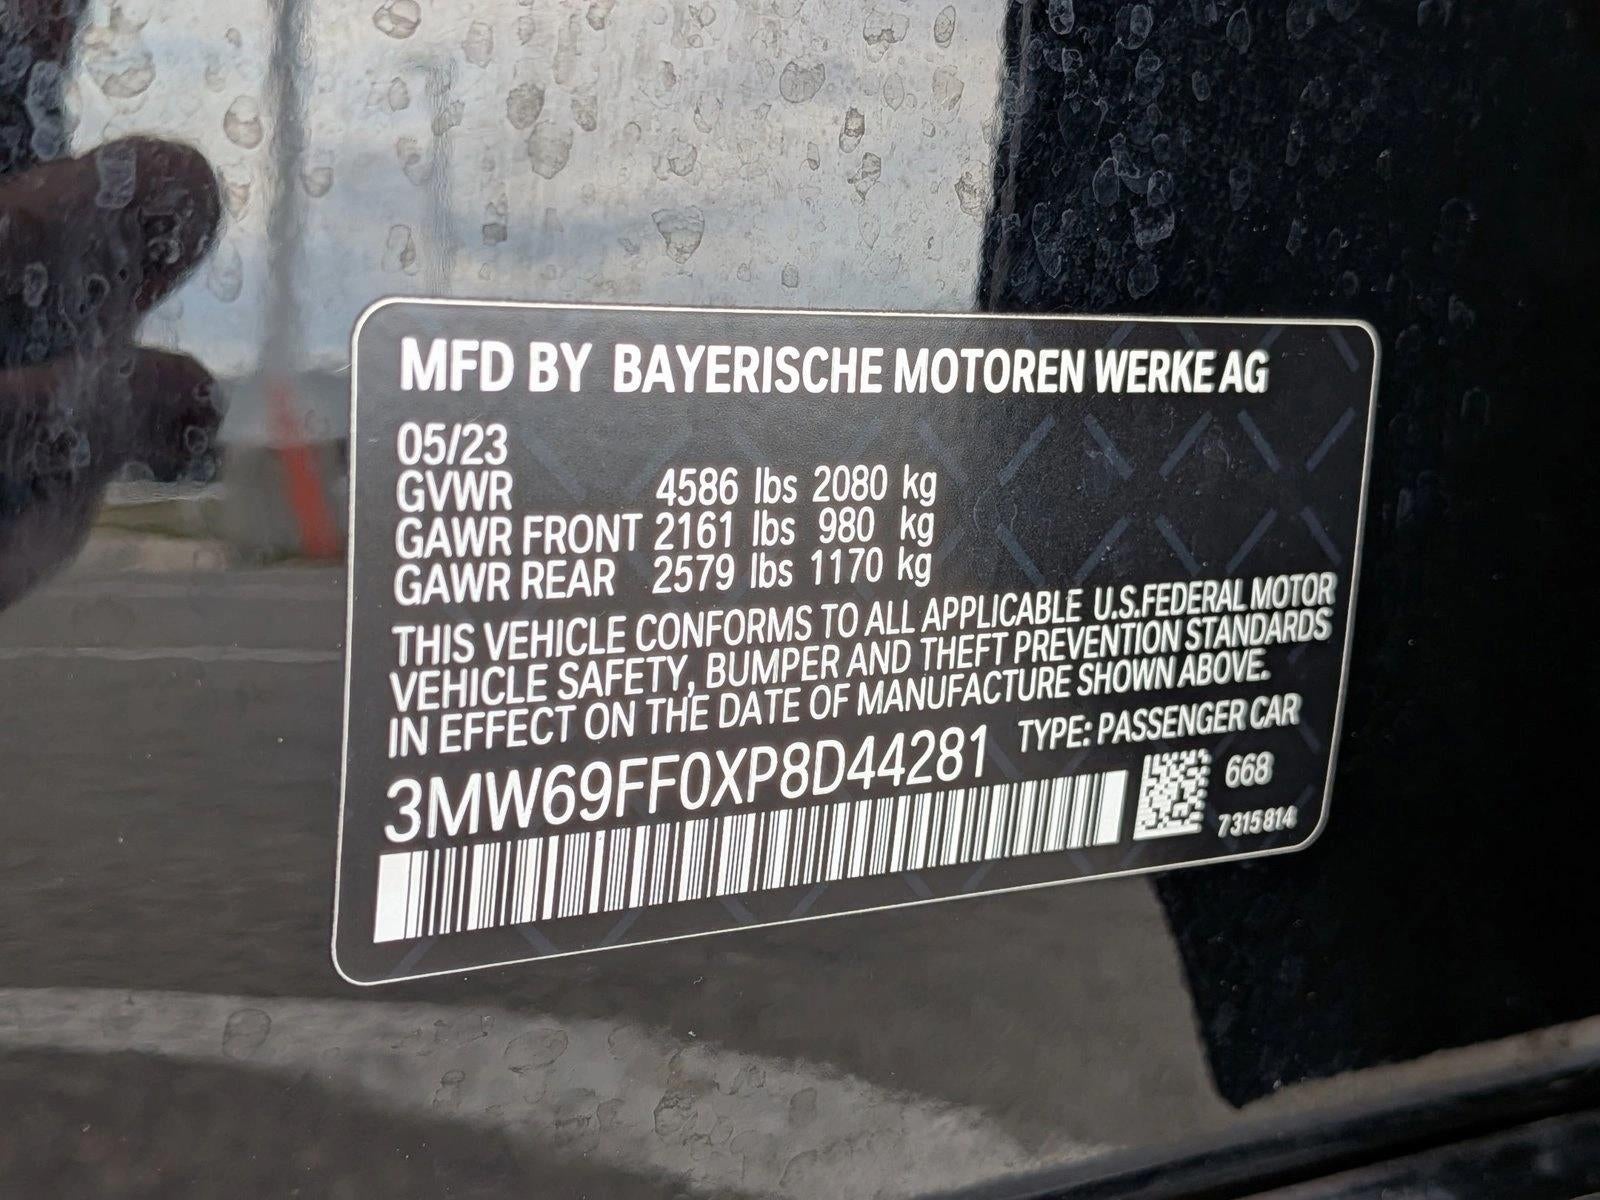 MFD BY BAYERISCHE MOTOREN WERKE AG
05/23
GVWR 4586 lbs 2080 kg
GAWR FRONT 2161 lbs 980 kg
GAWR REAR 2579 lbs 1170 kg
THIS VEHICLE CONFORMS TO ALL APPLICABLE U.S.FEDERAL MOTOR
VEHICLE SAFETY, BUMPER AND THEFT PREVENTION STANDARDS
IN EFFECT ON THE DATE OF MANUFACTURE SHOWN ABOVE.
3MW69FF0XP8D44281 TYPE: PASSENGER CAR
668
7315814